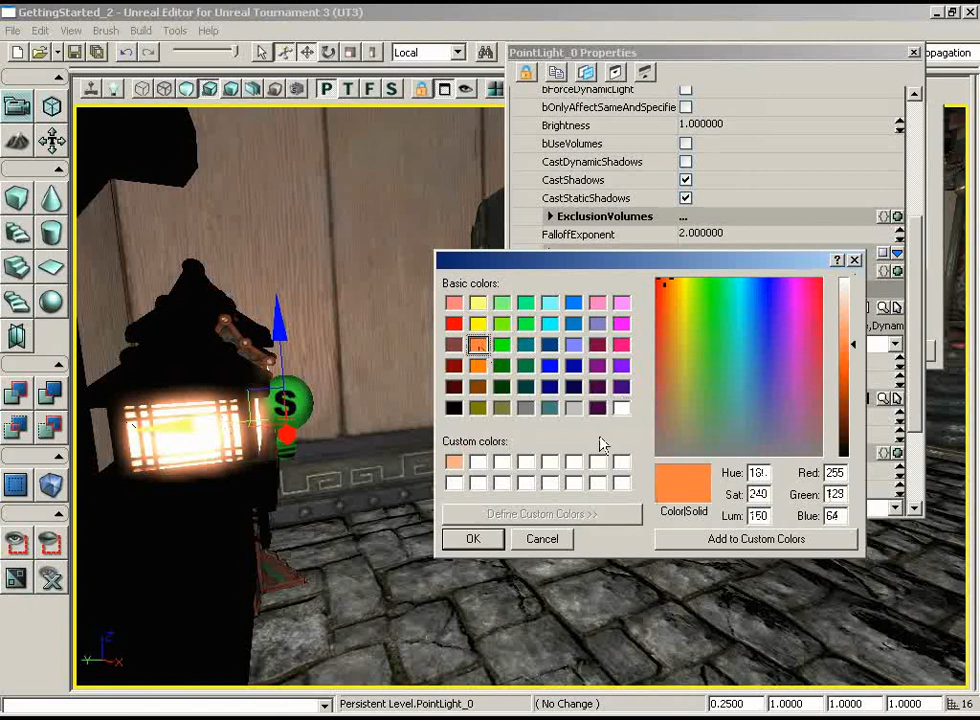 GettingStarted_2 - Unreal Editor for Unreal Tournament 3 (UT3)
File Edit View Brush Build Tools Help
Local
PointLight_0 Properties
opagation
P T F S
bForceDynamicLight
bOnlyAffectSameAndSpecifie
Brightness 1.000000
bUseVolumes
CastDynamicShadows
CastShadows
CastStaticShadows
ExclusionVolumes ...
FalloffExponent 2.000000
Basic colors:
,Dynam
Custom colors:
Define Custom Colors >>
OK Cancel
Color|Solid
Hue: Red: 255
Sat: 240 Green: 129
Lum: 150 Blue: 64
Add to Custom Colors
S
Z
Y X
Persistent Level.PointLight_0 ( No Change ) 0.2500 1.0000 1.0000 1.0000 16